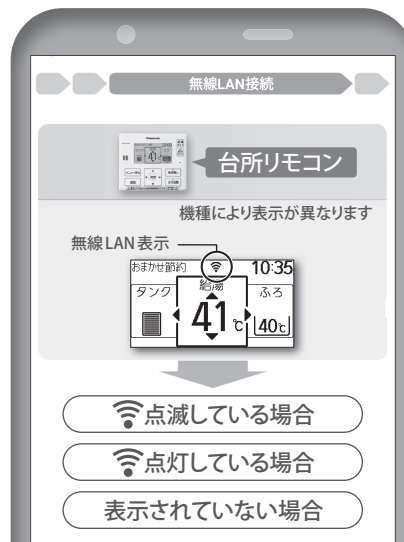 無線LAN接続
Panasonic
台所リモコン
機種により表示が異なります
無線LAN表示
おまかせ節約 10:35
タンク 給湯 ふろ
41℃ 40℃
点滅している場合
点灯している場合
表示されていない場合